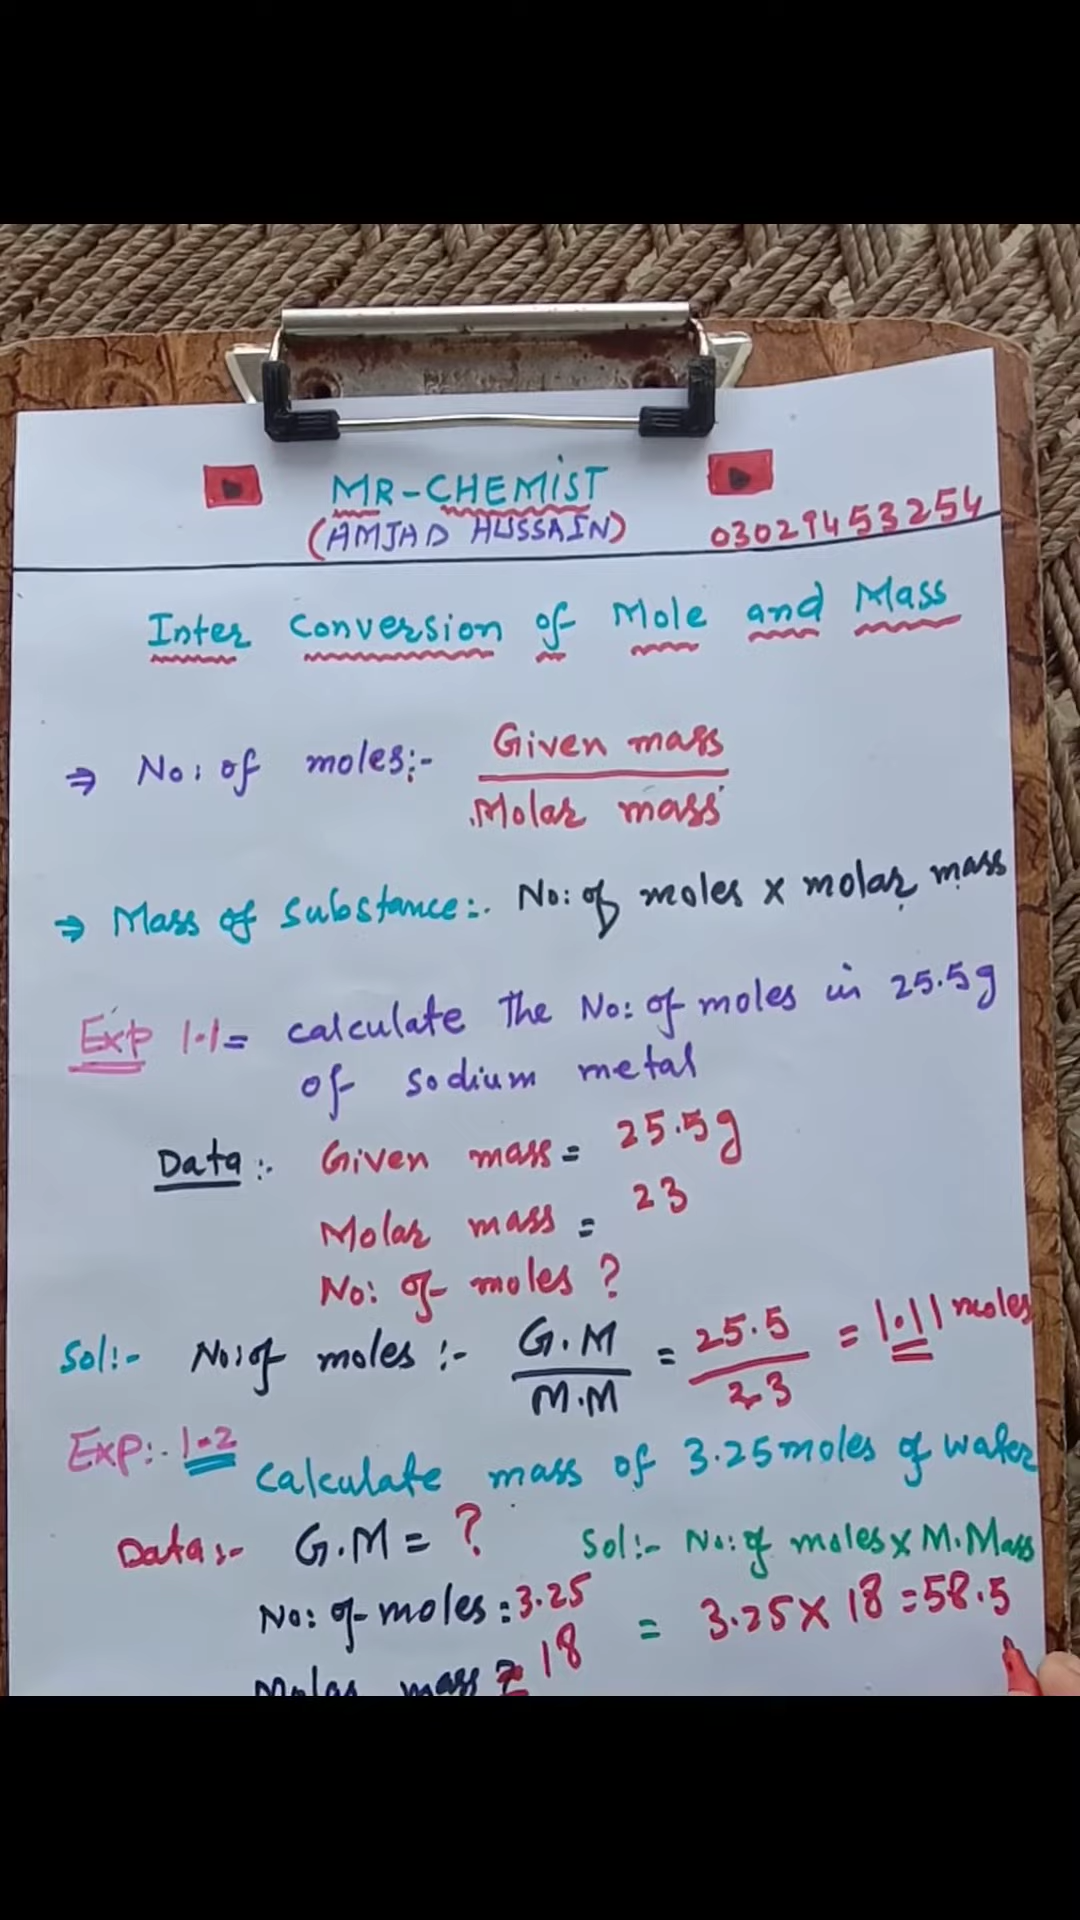 MR-CHEMIST
(AMJAD HUSSAIN) 03029453254
Inter Conversion of Mole and Mass
⇒ No: of moles:- Given mass
Molar mass
⇒ Mass of substance:- No: of moles x molar mass
Exp 1.1= calculate the No: of moles in 25.5g
of sodium metal
Data:- Given mass = 25.5g
Molar mass = 23
No: of moles ?
Sol:- No: of moles :- G.M / M.M = 25.5 / 23 = 1.11 moles
Exp:- 1.2
Calculate mass of 3.25 moles of water
Data:- G.M = ? Sol:- No: of moles x M.Mass
No: of moles = 3.25 = 3.25 x 18 = 58.5
Molar mass = 18